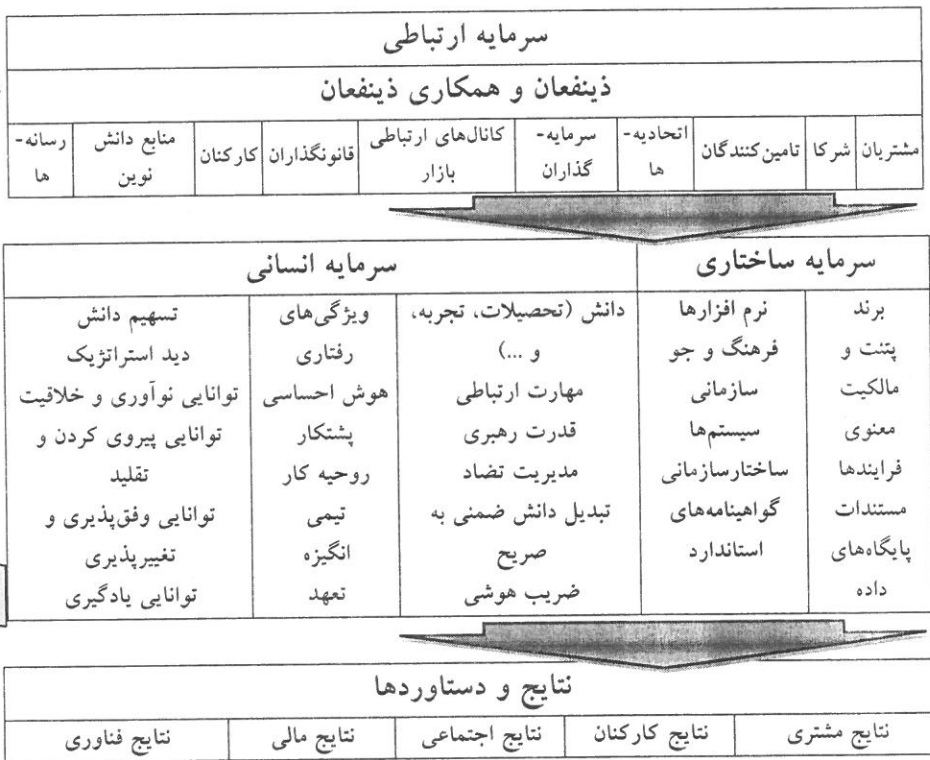 سرمایه ارتباطی
ذینفعان و همکاری ذینفعان
مشتریان
شرکا
تامین‌کنندگان
اتحادیه-
ها
سرمایه-
گذاران
کانال‌های ارتباطی
بازار
قانونگذاران
کارکنان
منابع دانش
نوین
رسانه-
ها
سرمایه ساختاری
برند
پتنت و
مالکیت
معنوی
فرایندها
مستندات
پایگاه‌های
داده
نرم افزارها
فرهنگ و جو
سازمانی
سیستم‌ها
ساختارسازمانی
گواهینامه‌های
استاندارد
سرمایه انسانی
دانش (تحصیلات، تجربه،
و ...)
مهارت ارتباطی
قدرت رهبری
مدیریت تضاد
تبدیل دانش ضمنی به
صریح
ضریب هوشی
ویژگی‌های
رفتاری
هوش احساسی
پشتکار
روحیه کار
تیمی
انگیزه
تعهد
تسهیم دانش
دید استراتژیک
توانایی نوآوری و خلاقیت
توانایی پیروی کردن و
تقلید
توانایی وفق‌پذیری و
تغییرپذیری
توانایی یادگیری
نتایج و دستاوردها
نتایج مشتری
نتایج کارکنان
نتایج اجتماعی
نتایج مالی
نتایج فناوری